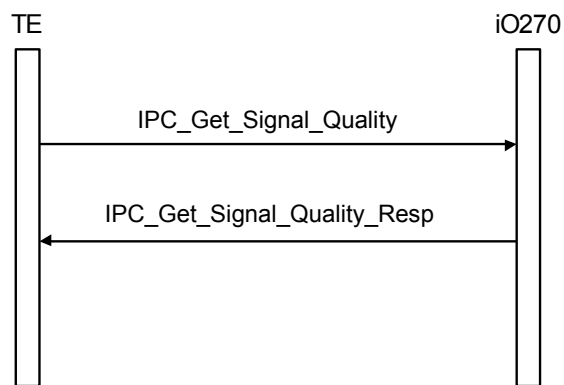 TE
iO270
IPC_Get_Signal_Quality
IPC_Get_Signal_Quality_Resp